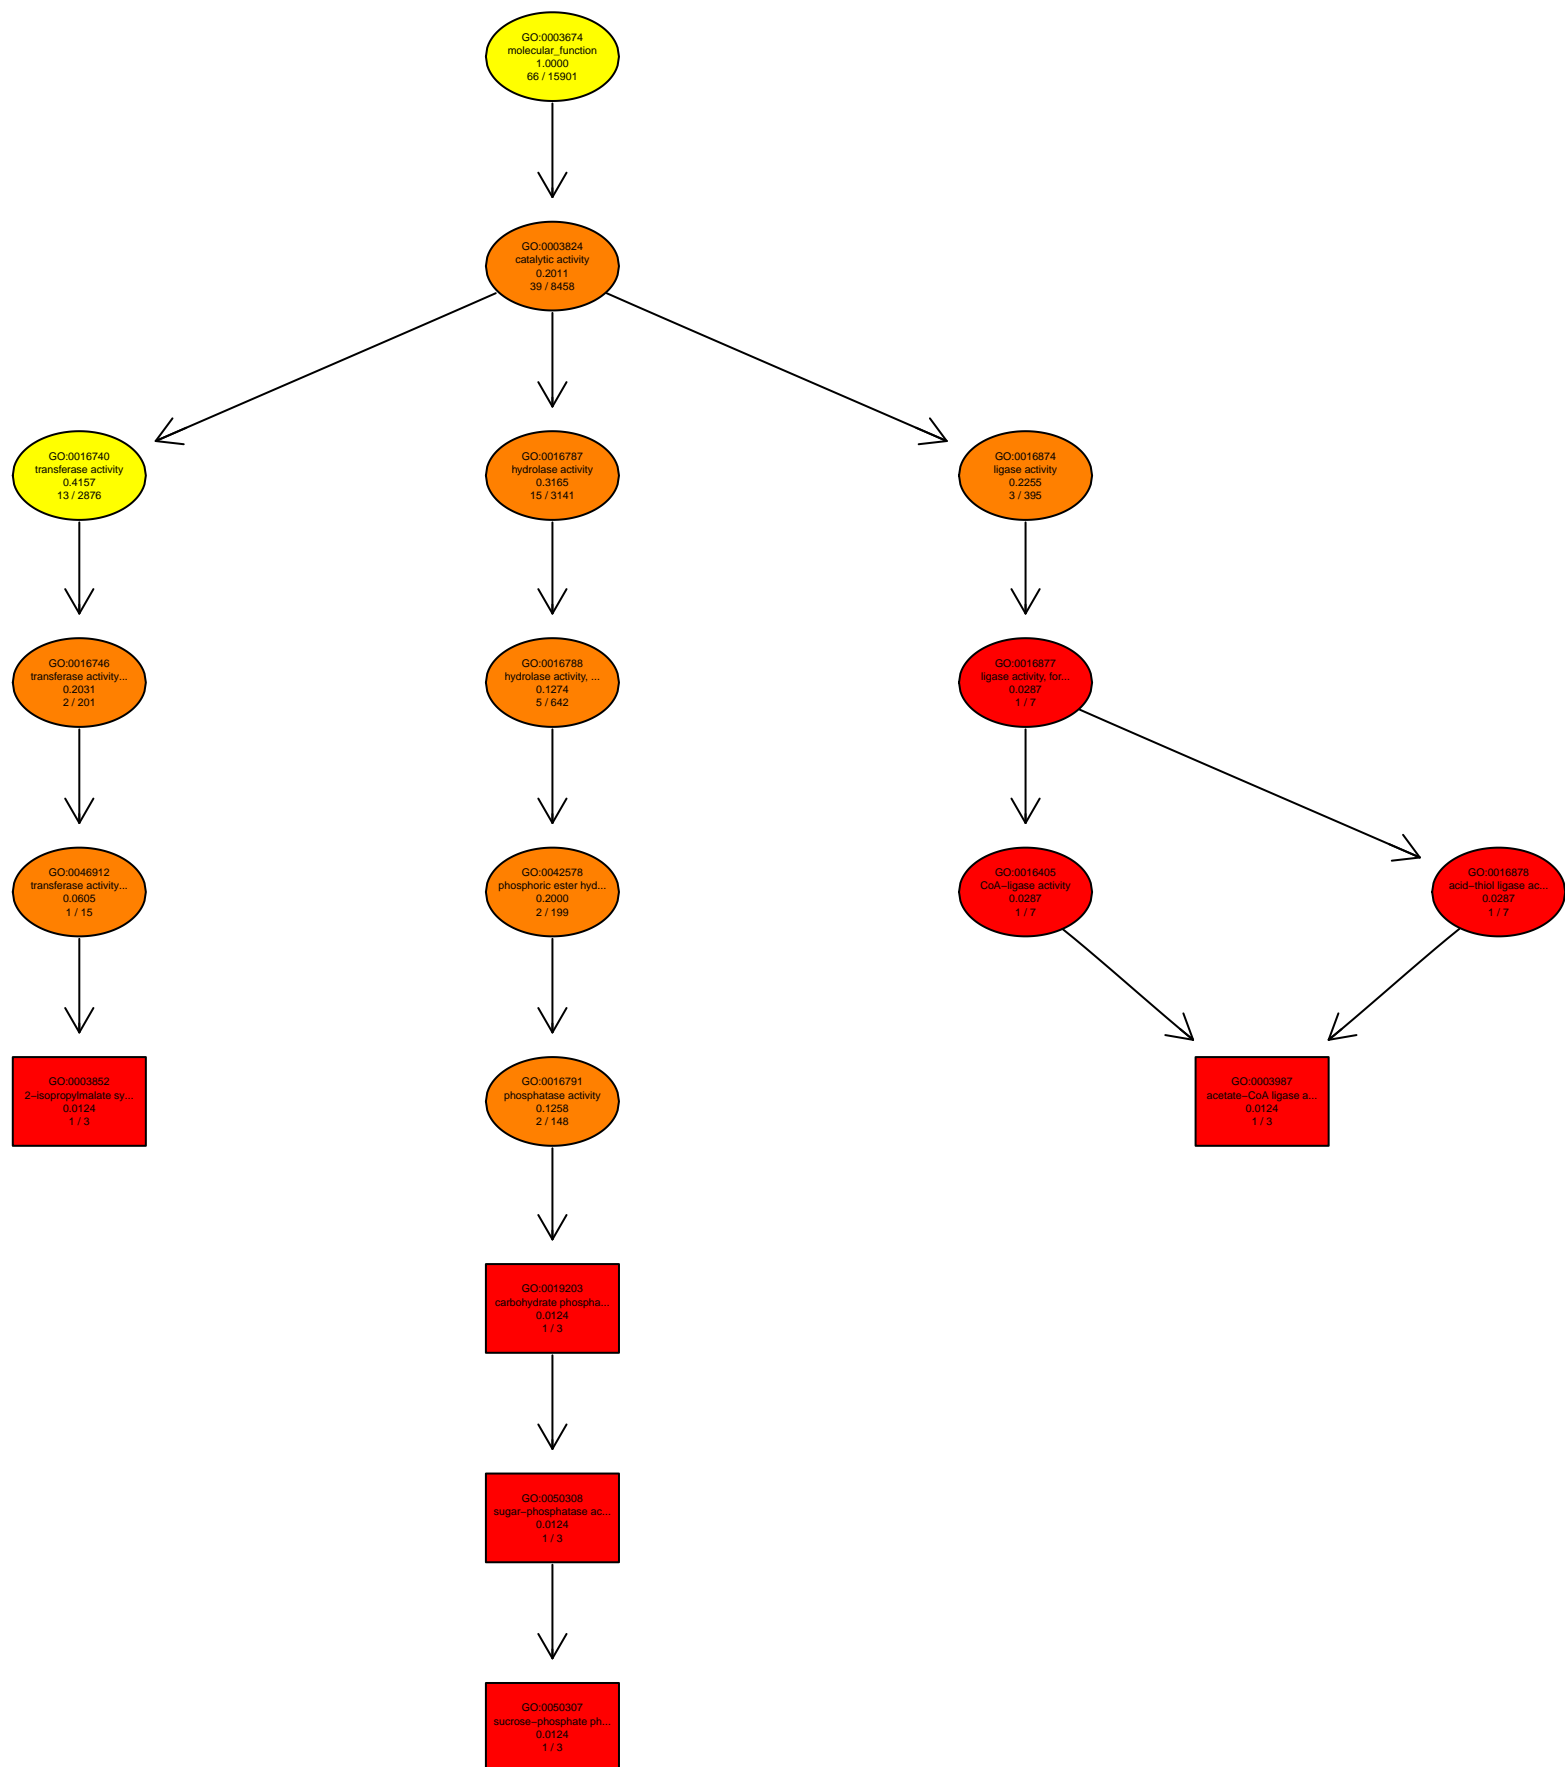 GO:0003674
molecular_function
1.0000
66 / 15901
GO:0003824
catalytic activity
0.2011
39 / 8458
GO:0016740
transferase activity
0.4157
13 / 2876
GO:0016787
hydrolase activity
0.3165
15 / 3141
GO:0016874
ligase activity
0.2255
3 / 395
GO:0016746
transferase activity...
0.2031
2 / 201
GO:0016788
hydrolase activity, ...
0.1274
5 / 642
GO:0016877
ligase activity, for...
0.0287
1 / 7
GO:0046912
transferase activity...
0.0605
1 / 15
GO:0042578
phosphoric ester hyd...
0.2000
2 / 199
GO:0016405
CoA−ligase activity
0.0287
1 / 7
GO:0016878
acid−thiol ligase ac...
0.0287
1 / 7
GO:0003852
2−isopropylmalate sy...
0.0124
1 / 3
GO:0016791
phosphatase activity
0.1258
2 / 148
GO:0003987
acetate−CoA ligase a...
0.0124
1 / 3
GO:0019203
carbohydrate phospha...
0.0124
1 / 3
GO:0050308
sugar−phosphatase ac...
0.0124
1 / 3
GO:0050307
sucrose−phosphate ph...
0.0124
1 / 3